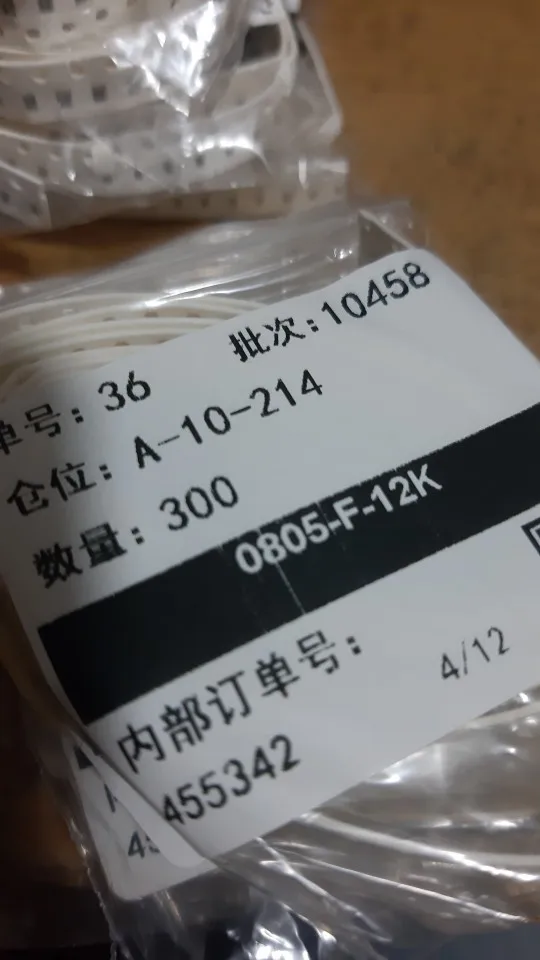 单号：36 批次:10458
仓位：A-10-214
数量：300
0805-F-12K
内部订单号：
455342 4/12